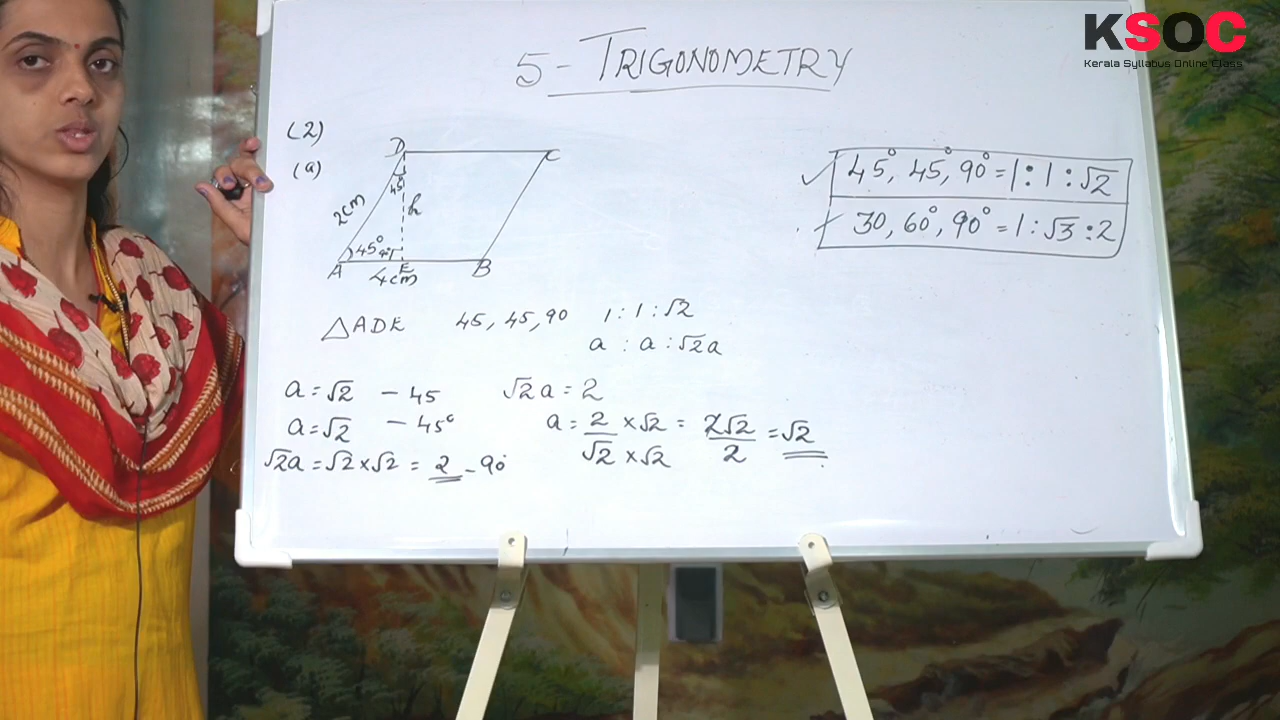 KSOC
Kerala Syllabus Online Class
5 - TRIGONOMETRY
(2)
(a)
D
C
45
2cm
h
45°
90°
A
E
B
4cm
45°, 45°, 90° = 1 : 1 : √2
30, 60°, 90° = 1 : √3 : 2
△ADE 45, 45, 90 1 : 1 : √2
a : a : √2a
a = √2 - 45 √2a = 2
a = √2 - 45° a = 2/√2 × √2/√2 = 2√2/2 = √2
√2a = √2 × √2 = 2 - 90°